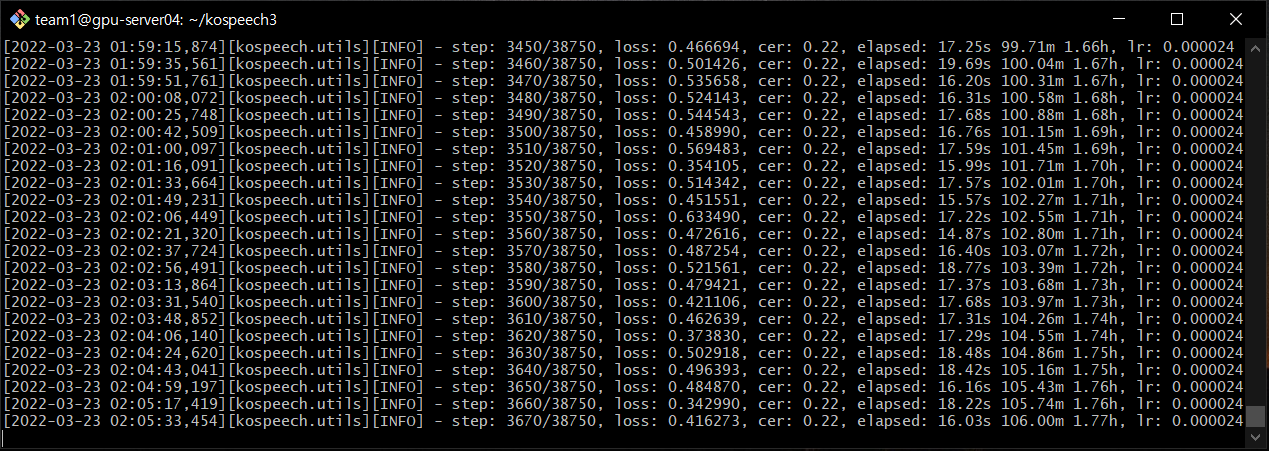 team1@gpu-server04: ~/kospeech3
[2022-03-23 01:59:15,874][kospeech.utils][INFO] - step: 3450/38750, loss: 0.466694, cer: 0.22, elapsed: 17.25s 99.71m 1.66h, lr: 0.000024
[2022-03-23 01:59:35,561][kospeech.utils][INFO] - step: 3460/38750, loss: 0.501426, cer: 0.22, elapsed: 19.69s 100.04m 1.67h, lr: 0.000024
[2022-03-23 01:59:51,761][kospeech.utils][INFO] - step: 3470/38750, loss: 0.535658, cer: 0.22, elapsed: 16.20s 100.31m 1.67h, lr: 0.000024
[2022-03-23 02:00:08,072][kospeech.utils][INFO] - step: 3480/38750, loss: 0.524143, cer: 0.22, elapsed: 16.31s 100.58m 1.68h, lr: 0.000024
[2022-03-23 02:00:25,748][kospeech.utils][INFO] - step: 3490/38750, loss: 0.544543, cer: 0.22, elapsed: 17.68s 100.88m 1.68h, lr: 0.000024
[2022-03-23 02:00:42,509][kospeech.utils][INFO] - step: 3500/38750, loss: 0.458990, cer: 0.22, elapsed: 16.76s 101.15m 1.69h, lr: 0.000024
[2022-03-23 02:01:00,097][kospeech.utils][INFO] - step: 3510/38750, loss: 0.569483, cer: 0.22, elapsed: 17.59s 101.45m 1.69h, lr: 0.000024
[2022-03-23 02:01:16,091][kospeech.utils][INFO] - step: 3520/38750, loss: 0.354105, cer: 0.22, elapsed: 15.99s 101.71m 1.70h, lr: 0.000024
[2022-03-23 02:01:33,664][kospeech.utils][INFO] - step: 3530/38750, loss: 0.514342, cer: 0.22, elapsed: 17.57s 102.01m 1.70h, lr: 0.000024
[2022-03-23 02:01:49,231][kospeech.utils][INFO] - step: 3540/38750, loss: 0.451551, cer: 0.22, elapsed: 15.57s 102.27m 1.70h, lr: 0.000024
[2022-03-23 02:02:06,449][kospeech.utils][INFO] - step: 3550/38750, loss: 0.633490, cer: 0.22, elapsed: 17.22s 102.55m 1.71h, lr: 0.000024
[2022-03-23 02:02:21,320][kospeech.utils][INFO] - step: 3560/38750, loss: 0.472616, cer: 0.22, elapsed: 14.87s 102.80m 1.71h, lr: 0.000024
[2022-03-23 02:02:37,724][kospeech.utils][INFO] - step: 3570/38750, loss: 0.487254, cer: 0.22, elapsed: 16.40s 103.07m 1.72h, lr: 0.000024
[2022-03-23 02:02:56,491][kospeech.utils][INFO] - step: 3580/38750, loss: 0.521561, cer: 0.22, elapsed: 18.77s 103.39m 1.72h, lr: 0.000024
[2022-03-23 02:03:13,864][kospeech.utils][INFO] - step: 3590/38750, loss: 0.479421, cer: 0.22, elapsed: 17.37s 103.68m 1.73h, lr: 0.000024
[2022-03-23 02:03:31,540][kospeech.utils][INFO] - step: 3600/38750, loss: 0.421106, cer: 0.22, elapsed: 17.68s 103.97m 1.73h, lr: 0.000024
[2022-03-23 02:03:48,852][kospeech.utils][INFO] - step: 3610/38750, loss: 0.462639, cer: 0.22, elapsed: 17.31s 104.26m 1.74h, lr: 0.000024
[2022-03-23 02:04:06,140][kospeech.utils][INFO] - step: 3620/38750, loss: 0.373830, cer: 0.22, elapsed: 17.29s 104.55m 1.74h, lr: 0.000024
[2022-03-23 02:04:24,620][kospeech.utils][INFO] - step: 3630/38750, loss: 0.502918, cer: 0.22, elapsed: 18.48s 104.86m 1.75h, lr: 0.000024
[2022-03-23 02:04:43,041][kospeech.utils][INFO] - step: 3640/38750, loss: 0.496393, cer: 0.22, elapsed: 18.42s 105.16m 1.75h, lr: 0.000024
[2022-03-23 02:04:59,197][kospeech.utils][INFO] - step: 3650/38750, loss: 0.484870, cer: 0.22, elapsed: 16.16s 105.43m 1.76h, lr: 0.000024
[2022-03-23 02:05:17,419][kospeech.utils][INFO] - step: 3660/38750, loss: 0.342990, cer: 0.22, elapsed: 18.22s 105.74m 1.76h, lr: 0.000024
[2022-03-23 02:05:33,454][kospeech.utils][INFO] - step: 3670/38750, loss: 0.416273, cer: 0.22, elapsed: 16.03s 106.00m 1.77h, lr: 0.000024